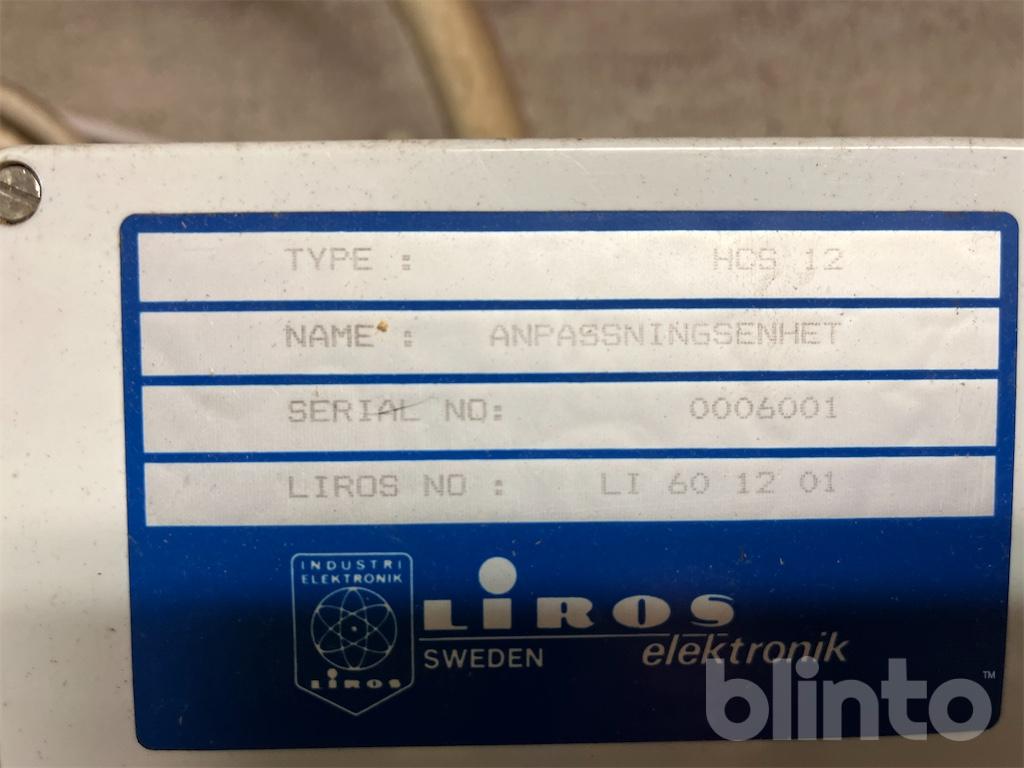 TYPE : HCS 12
NAME : ANPASSNINGSENHET
SERIAL NO: 0006001
LIROS NO : LI 60 12 01
INDUSTRI
ELEKTRONIK
LIROS
LiROS
SWEDEN elektronik
blinto™